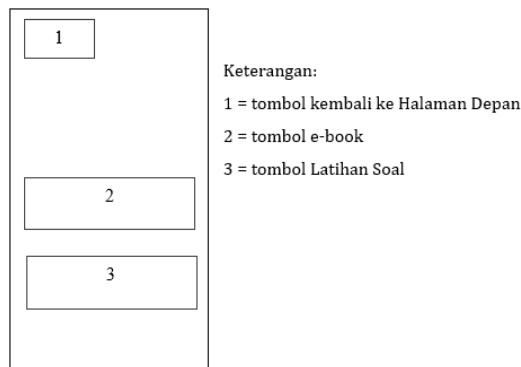 1
Keterangan:
1 = tombol kembali ke Halaman Depan
2 = tombol e-book
3 = tombol Latihan Soal
2
3